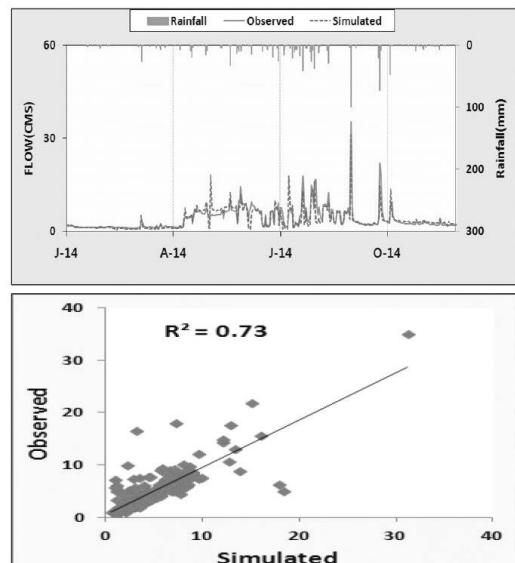 Rainfall Observed Simulated
60 0
FLOW(CMS)
Rainfall(mm)
100
30
200
0 300
J-14 A-14 J-14 O-14
40
R² = 0.73
30
Observed
20
10
0
0 10 20 30 40
Simulated